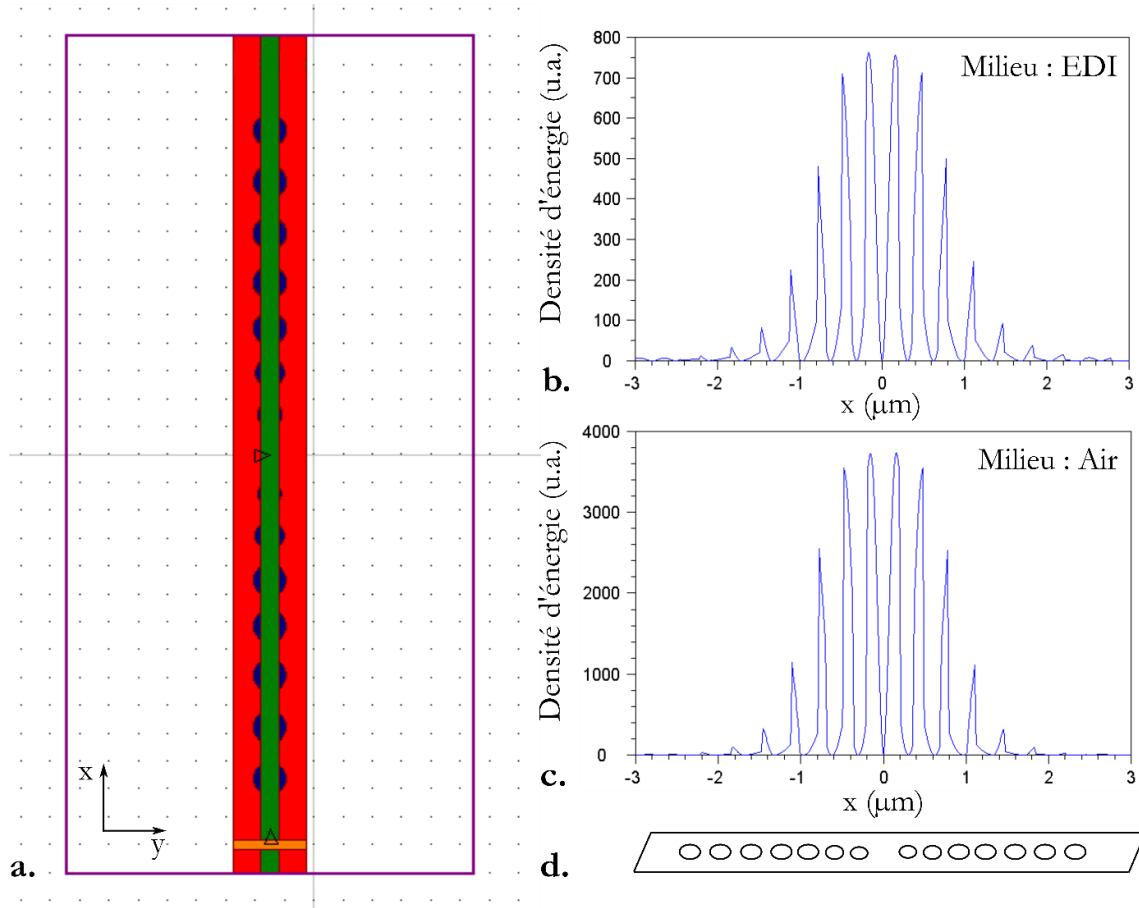 x
y
a.
Densité d'énergie (u.a.)
800
700
600
500
400
300
200
100
0
Milieu : EDI
-3
-2
-1
0
1
2
3
x (μm)
b.
Densité d'énergie (u.a.)
4000
3000
2000
1000
0
Milieu : Air
-3
-2
-1
0
1
2
3
x (μm)
c.
d.